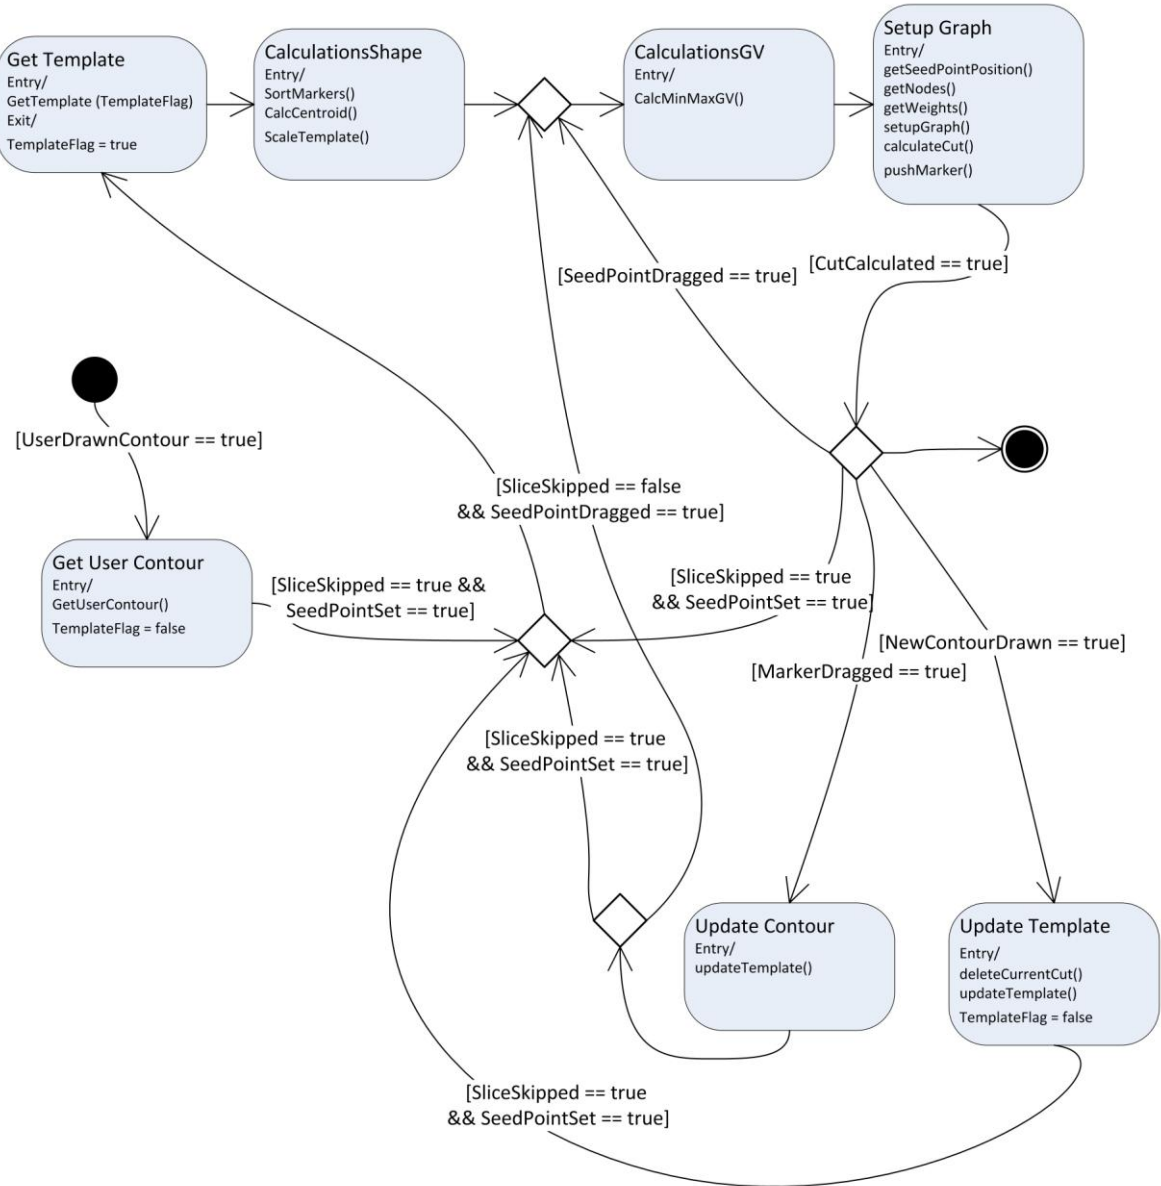 Get Template
Entry/
GetTemplate (TemplateFlag)
Exit/
TemplateFlag = true
CalculationsShape
Entry/
SortMarkers()
CalcCentroid()
ScaleTemplate()
CalculationsGV
Entry/
CalcMinMaxGV()
Setup Graph
Entry/
getSeedPointPosition()
getNodes()
getWeights()
setupGraph()
calculateCut()
pushMarker()
[SeedPointDragged == true]
[CutCalculated == true]
[UserDrawnContour == true]
[SliceSkipped == false
&& SeedPointDragged == true]
Get User Contour
Entry/
GetUserContour()
TemplateFlag = false
[SliceSkipped == true &&
SeedPointSet == true]
[SliceSkipped == true
&& SeedPointSet == true]
[NewContourDrawn == true]
[MarkerDragged == true]
[SliceSkipped == true
&& SeedPointSet == true]
Update Contour
Entry/
updateTemplate()
Update Template
Entry/
deleteCurrentCut()
updateTemplate()
TemplateFlag = false
[SliceSkipped == true
&& SeedPointSet == true]